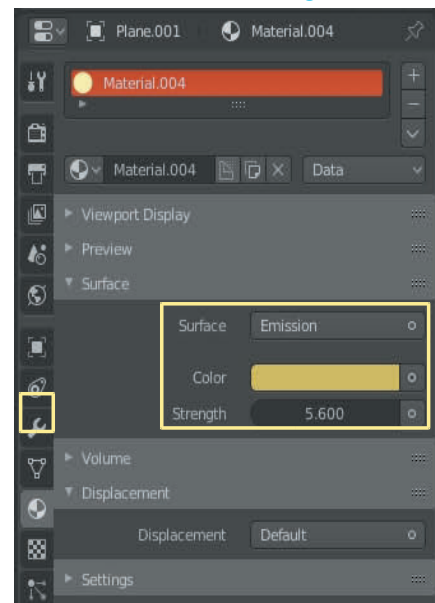 Plane.001 Material.004
Material.004
Material.004 Data
Viewport Display
Preview
Surface
Surface Emission
Color
Strength 5.600
Volume
Displacement
Displacement Default
Settings